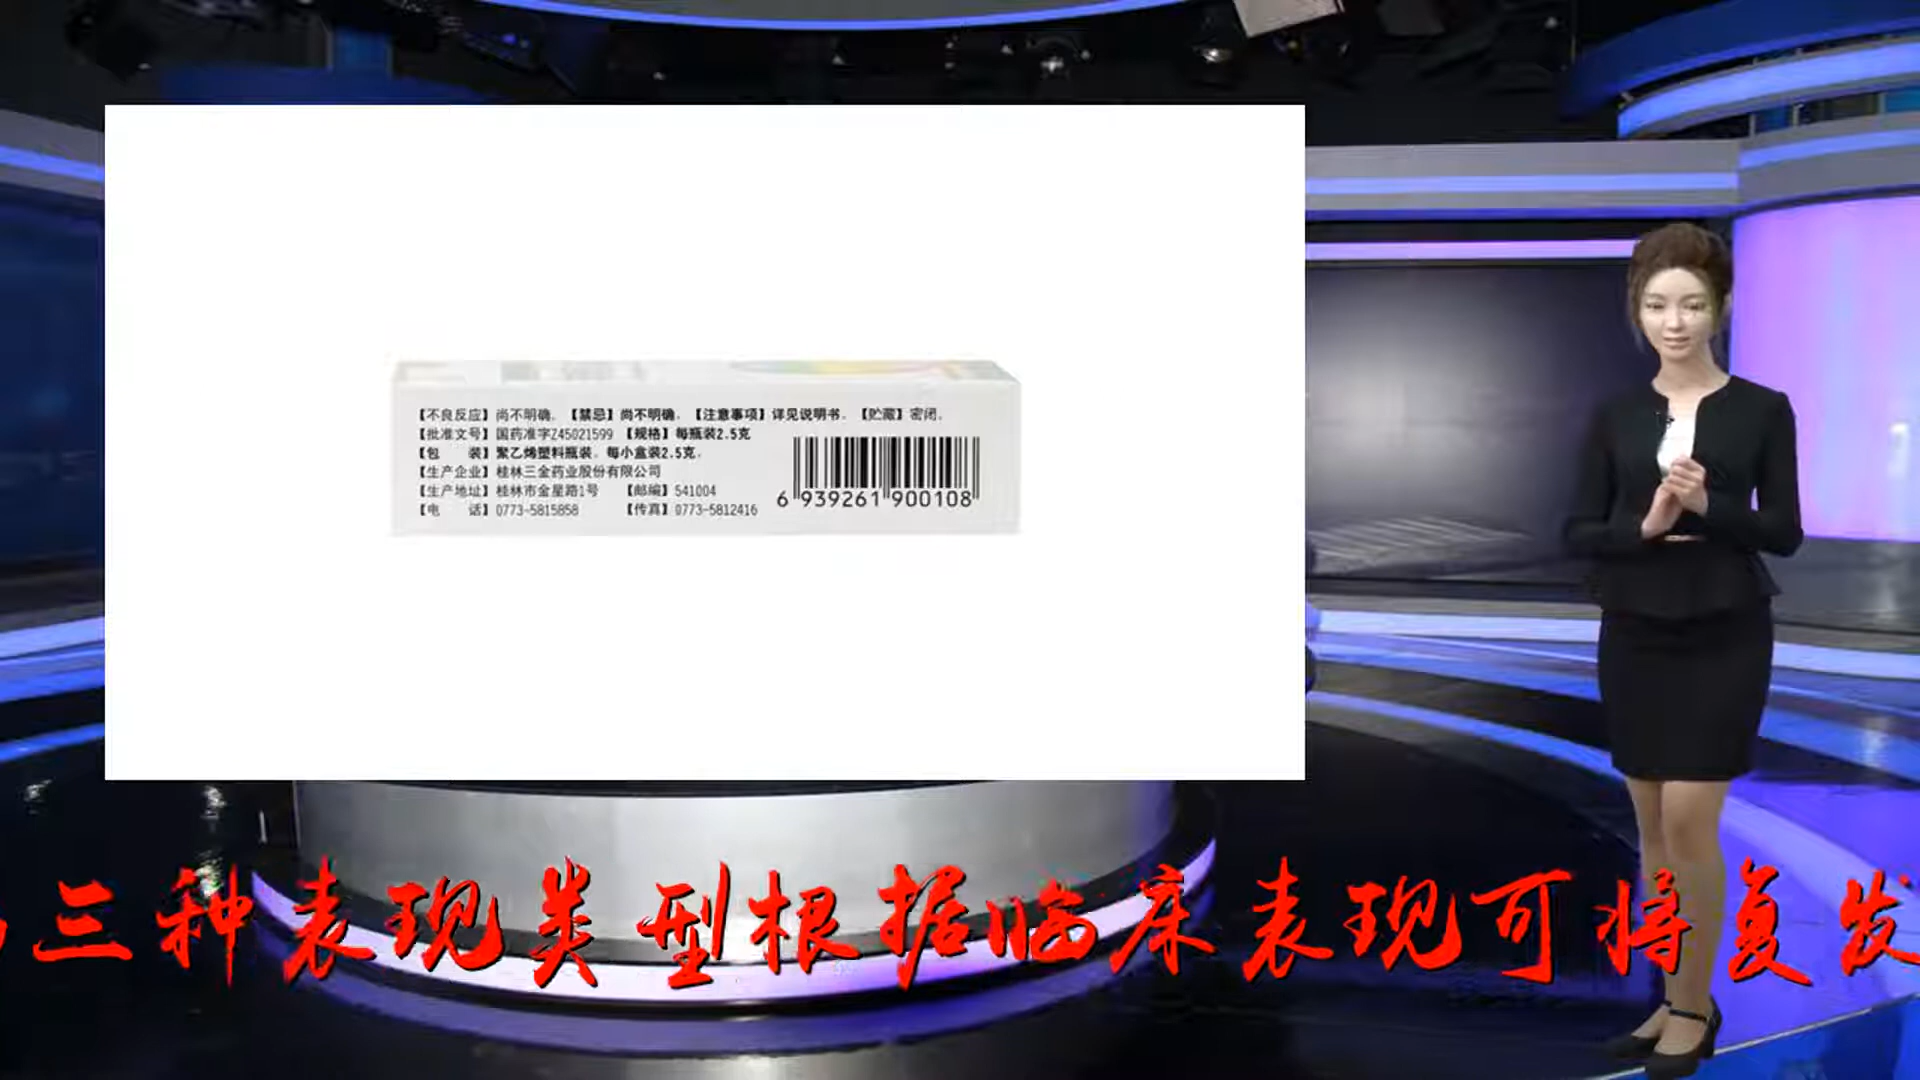 【不良反应】尚不明确。【禁忌】尚不明确。【注意事项】详见说明书。【贮藏】密闭。
【批准文号】国药准字Z45021599 【规格】每瓶装2.5克
【包 装】聚乙烯塑料瓶装。每小盒装2.5克。
【生产企业】桂林三金药业股份有限公司
【生产地址】桂林市金星路1号 【邮编】541004
【电 话】0773-5815858 【传真】0773-5812416
6 939261 900108
三种表现类型根据临床表现可将复发